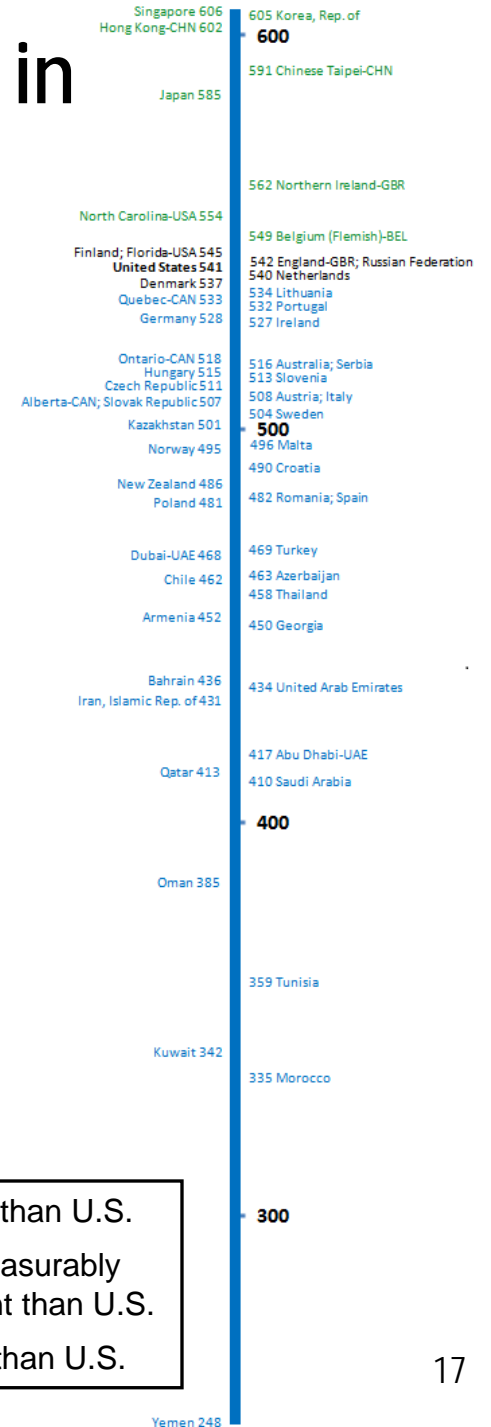 in
Singapore 606
605 Korea, Rep. of
Hong Kong-CHN 602
600
591 Chinese Taipei-CHN
Japan 585
562 Northern Ireland-GBR
North Carolina-USA 554
549 Belgium (Flemish)-BEL
Finland; Florida-USA 545
542 England-GBR; Russian Federation
United States 541
540 Netherlands
Denmark 537
534 Lithuania
Quebec-CAN 533
532 Portugal
Germany 528
527 Ireland
Ontario-CAN 518
516 Australia; Serbia
Hungary 515
513 Slovenia
Czech Republic 511
508 Austria; Italy
Alberta-CAN; Slovak Republic 507
504 Sweden
Kazakhstan 501
500
496 Malta
Norway 495
490 Croatia
New Zealand 486
482 Romania; Spain
Poland 481
469 Turkey
Dubai-UAE 468
463 Azerbaijan
Chile 462
458 Thailand
Armenia 452
450 Georgia
Bahrain 436
434 United Arab Emirates
Iran, Islamic Rep. of 431
417 Abu Dhabi-UAE
Qatar 413
410 Saudi Arabia
400
Oman 385
359 Tunisia
Kuwait 342
335 Morocco
300
than U.S.
than U.S.
than U.S.
17
Yemen 248